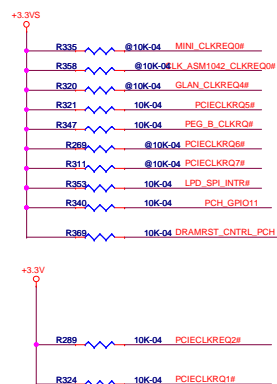 +3.3VS
R335 @10K-04 MINI_CLKREQ0#
R358 @10K-04 CLK_ASM1042_CLKREQ0#
R320 @10K-04 GLAN_CLKREQ4#
R321 10K-04 PCIECLKRQ5#
R347 10K-04 PEG_B_CLKRQ#
R269 @10K-04 PCIECLKRQ6#
R311 @10K-04 PCIECLKRQ7#
R353 10K-04 LPD_SPI_INTR#
R340 10K-04 PCH_GPIO11
R369 10K-04 DRAMRST_CNTRL_PCH
+3.3V
R289 10K-04 PCIECLKREQ2#
R324 10K-04 PCIECLKRQ1#